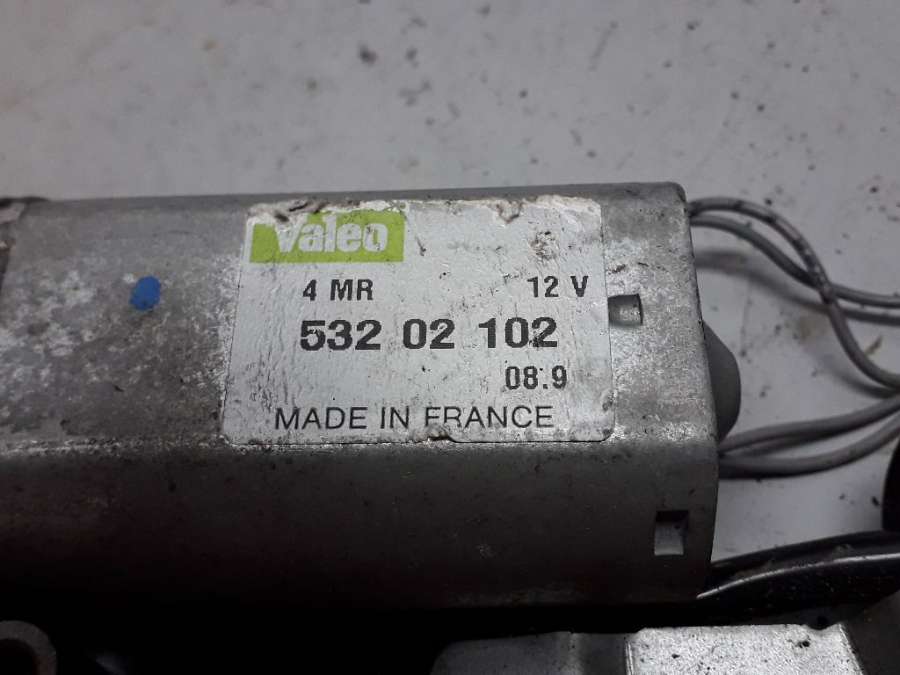 Valeo
4 MR 12 V
532 02 102
08.9
MADE IN FRANCE